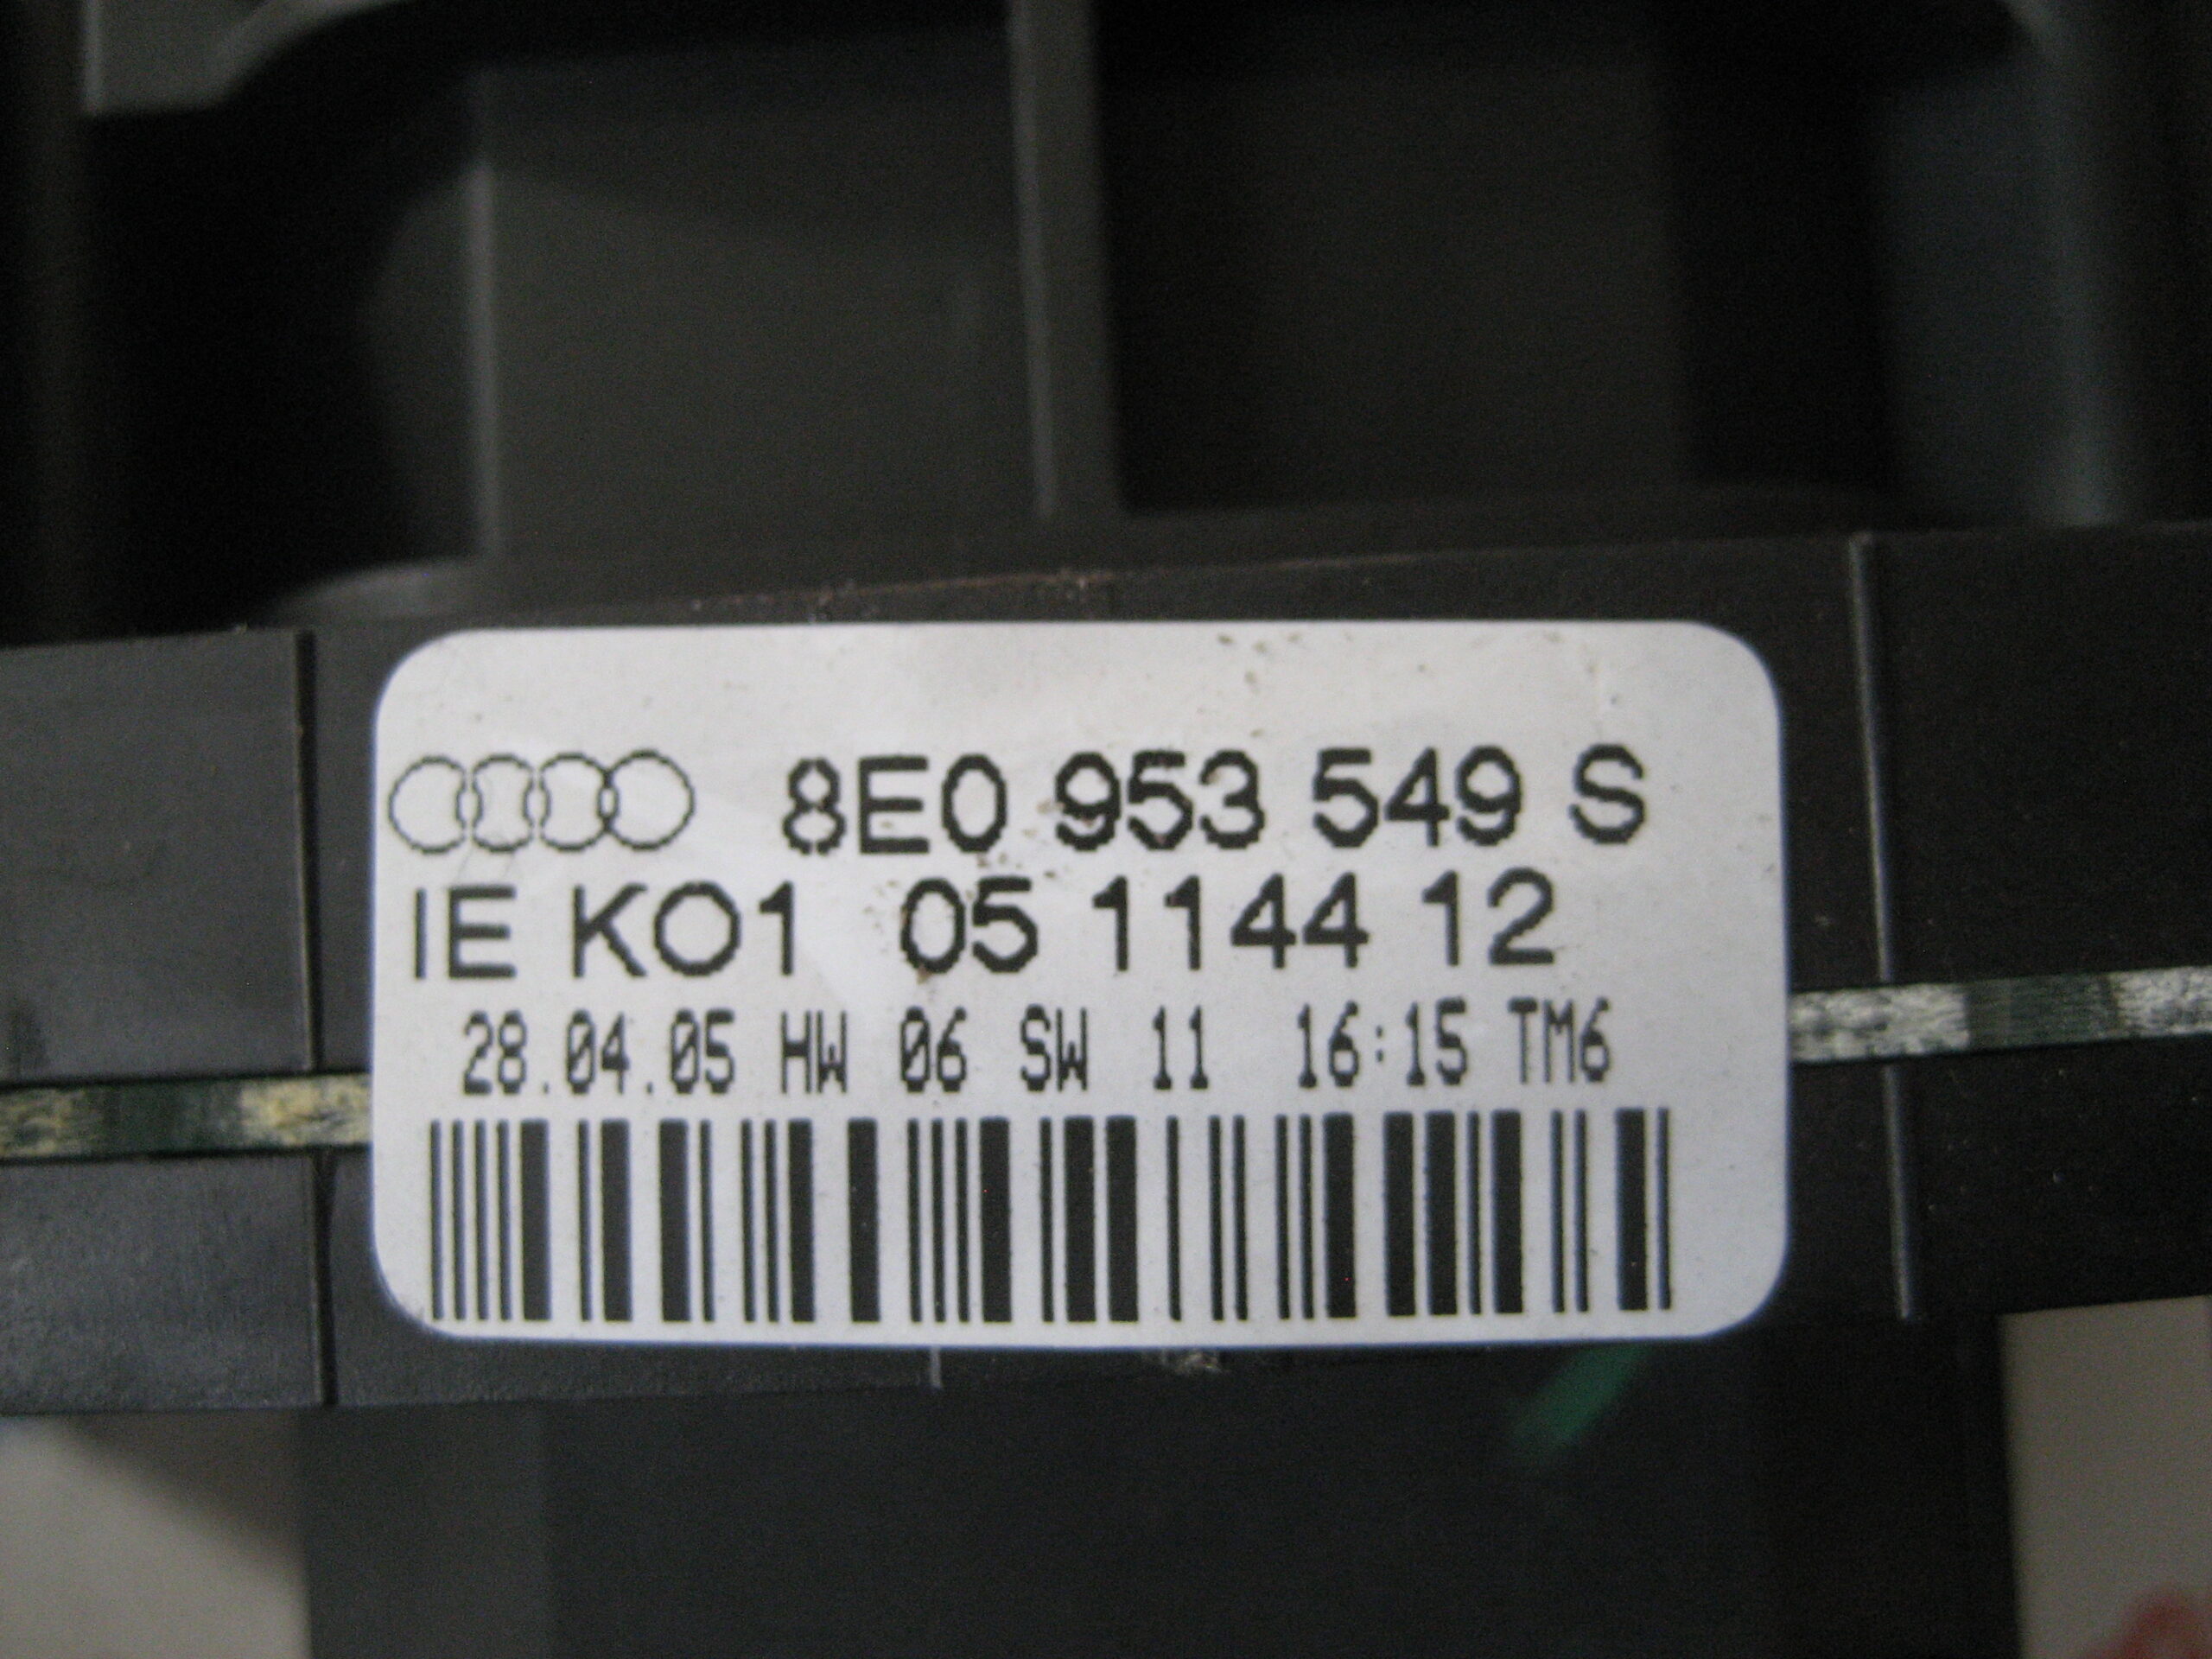 8E0 953 549 S
IE KO1 05 1144 12
28.04.05 HW 06 SW 11 16:15 TM6